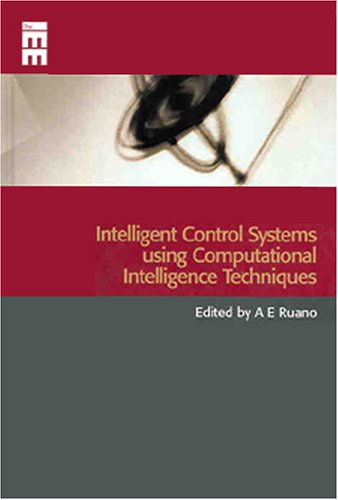 The
IEE
Intelligent Control Systems
using Computational
Intelligence Techniques
Edited by A E Ruano